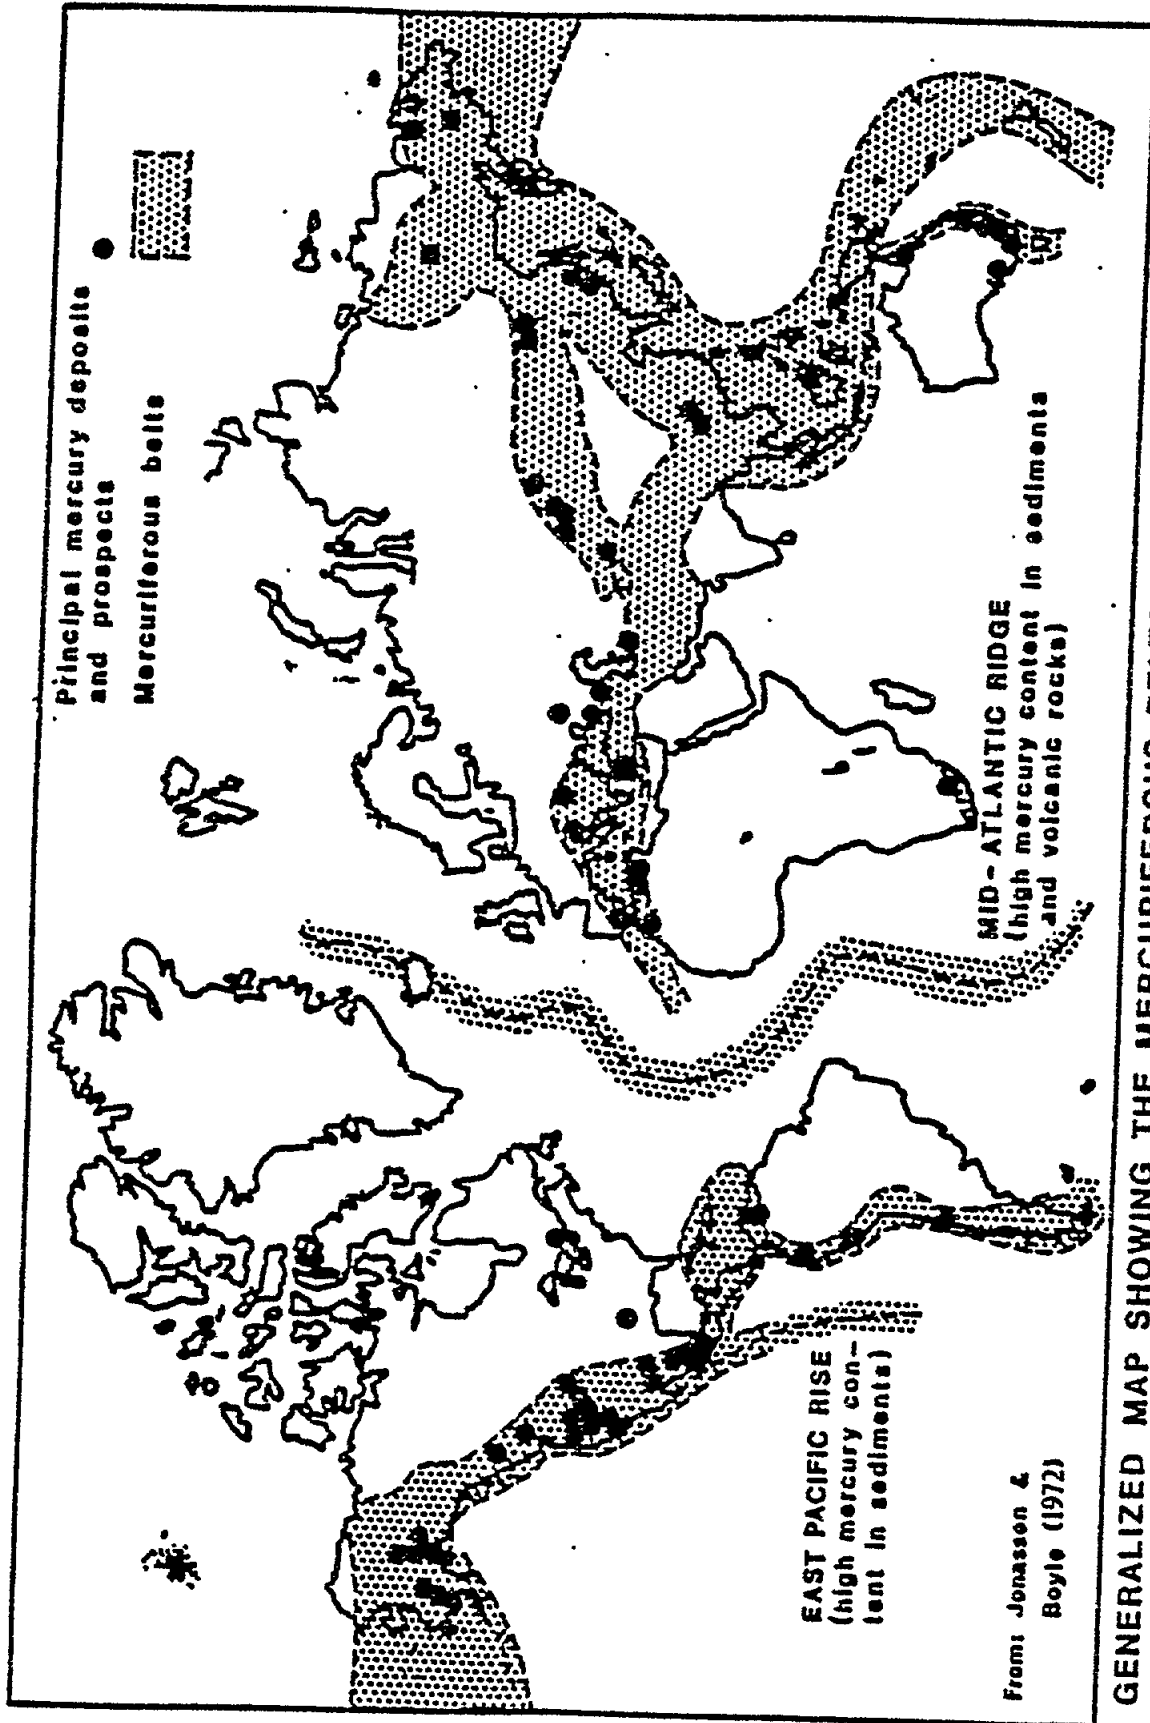 Principal mercury deposits
and prospects
Mercuriferous belts
EAST PACIFIC RISE
(high mercury con-
tent in sediments)
MID-ATLANTIC RIDGE
(high mercury content in sediments
and volcanic rocks)
From: Jonasson &
Boyle (1972)
GENERALIZED MAP SHOWING THE MERCURIFEROUS